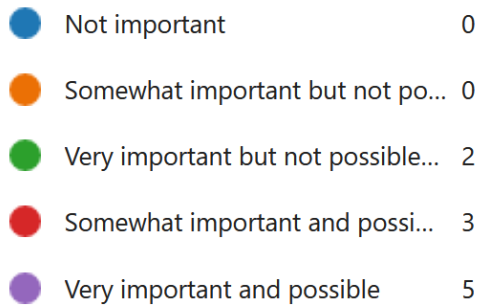 Not important 0
Somewhat important but not po... 0
Very important but not possible... 2
Somewhat important and possi... 3
Very important and possible 5